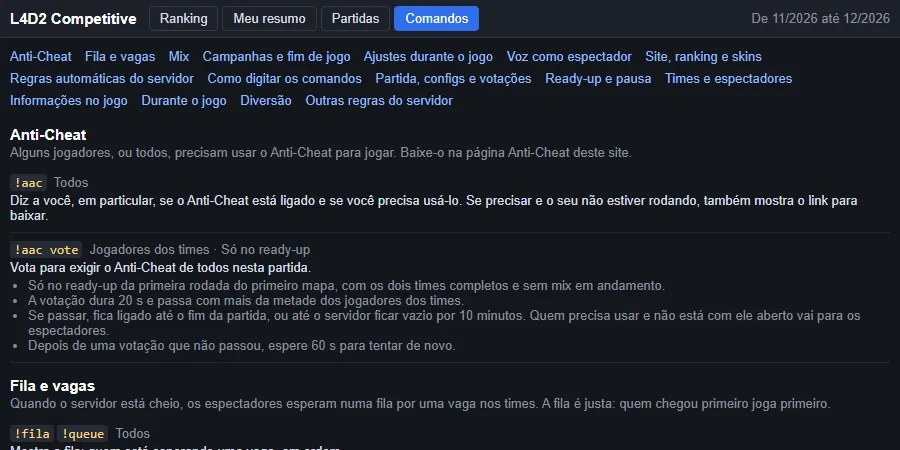 L4D2 Competitive Ranking Meu resumo Partidas Comandos De 11/2026 até 12/2026
Anti-Cheat Fila e vagas Mix Campanhas e fim de jogo Ajustes durante o jogo Voz como espectador Site, ranking e skins
Regras automáticas do servidor Como digitar os comandos Partida, configs e votações Ready-up e pausa Times e espectadores
Informações no jogo Durante o jogo Diversão Outras regras do servidor
Anti-Cheat
Alguns jogadores, ou todos, precisam usar o Anti-Cheat para jogar. Baixe-o na página Anti-Cheat deste site.
!aac Todos
Diz a você, em particular, se o Anti-Cheat está ligado e se você precisa usá-lo. Se precisar e o seu não estiver rodando, também mostra o link para
baixar.
!aac vote Jogadores dos times · Só no ready-up
Vota para exigir o Anti-Cheat de todos nesta partida.
• Só no ready-up da primeira rodada do primeiro mapa, com os dois times completos e sem mix em andamento.
• A votação dura 20 s e passa com mais da metade dos jogadores dos times.
• Se passar, fica ligado até o fim da partida, ou até o servidor ficar vazio por 10 minutos. Quem precisa usar e não está com ele aberto vai para os
espectadores.
• Depois de uma votação que não passou, espere 60 s para tentar de novo.
Fila e vagas
Quando o servidor está cheio, os espectadores esperam numa fila por uma vaga nos times. A fila é justa: quem chegou primeiro joga primeiro.
!fila !queue Todos